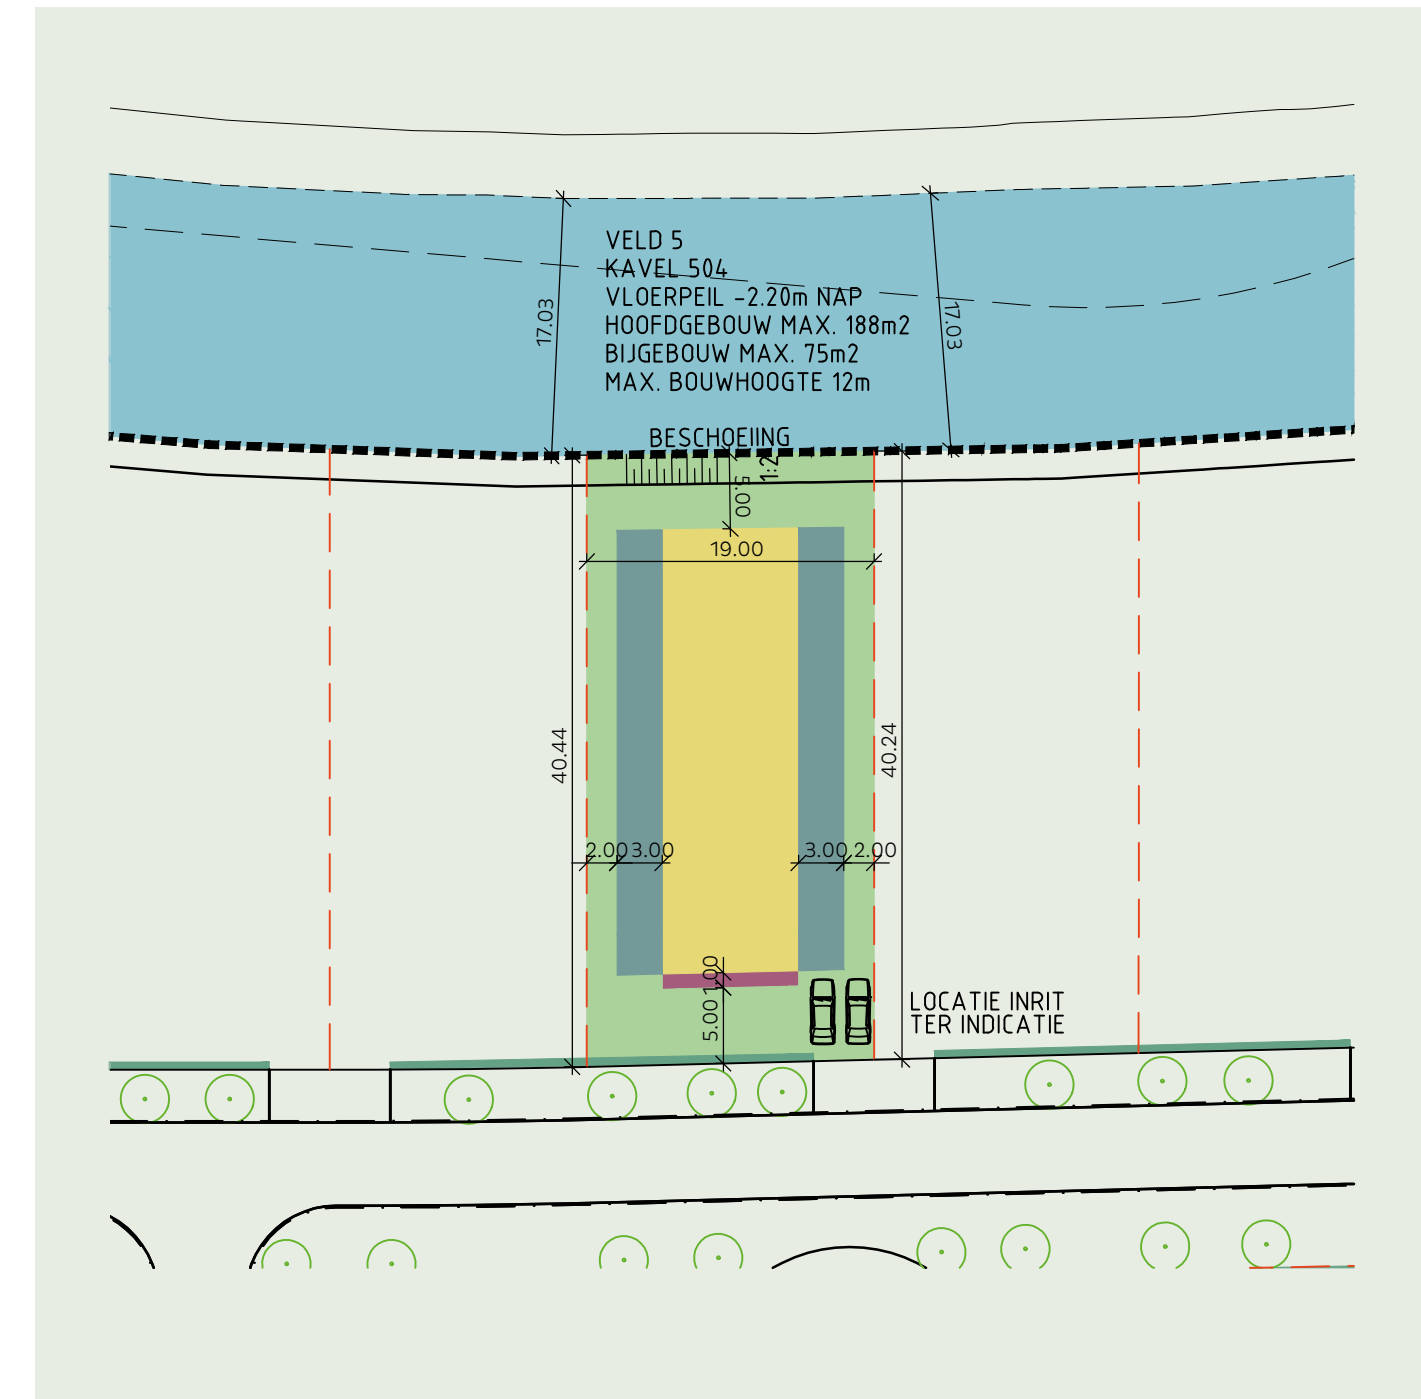 VELD 5
KAVEL 504
VLOERPEIL -2.20m NAP
HOOFDGEBOUW MAX. 188m2
BIJGEBOUW MAX. 75m2
MAX. BOUWHOOGTE 12m
17.03
17.03
BESCHOEIING
1:2
5.00
19.00
40.44
40.24
2.00
3.00
3.00
2.00
1.00
5.00
LOCATIE INRIT
TER INDICATIE